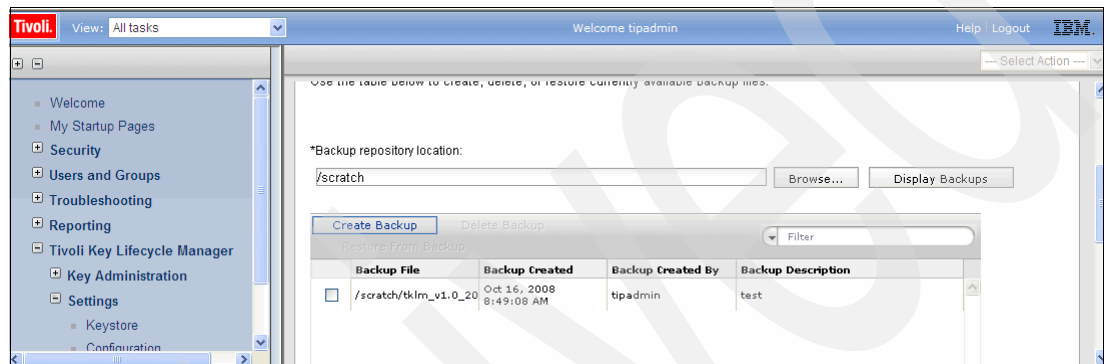 Tivoli. View: All tasks Welcome tipadmin Help Logout IBM.
--- Select Action ---
Use the table below to create, delete, or restore currently available backup files.
Welcome
My Startup Pages
Security
Users and Groups
Troubleshooting
Reporting
Tivoli Key Lifecycle Manager
Key Administration
Settings
Keystore
Configuration
*Backup repository location:
/scratch Browse... Display Backups
Create Backup Delete Backup
Restore From Backup
Filter
Backup File Backup Created Backup Created By Backup Description
/scratch/tklm_v1.0_20 Oct 16, 2008 8:49:08 AM tipadmin test